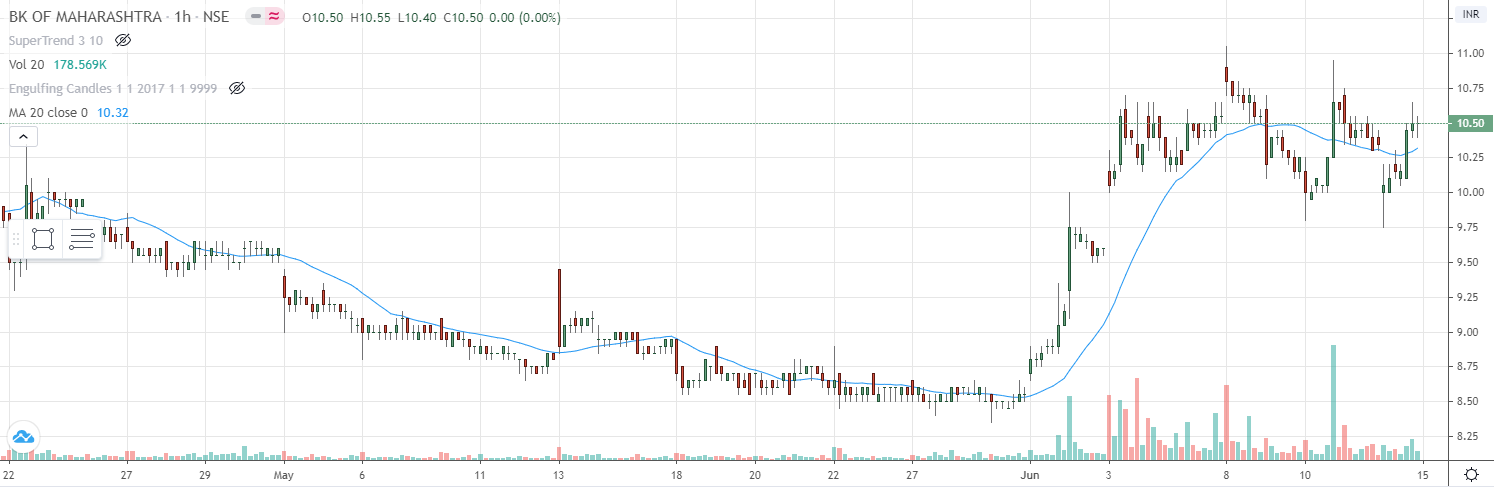 BK OF MAHARASHTRA · 1h · NSE O10.50 H10.55 L10.40 C10.50 0.00 (0.00%)
INR
SuperTrend 3 10
Vol 20 178.569K
Engulfing Candles 1 1 2017 1 1 9999
MA 20 close 0 10.32
11.00
10.75
10.50
10.25
10.00
9.75
9.50
9.25
9.00
8.75
8.50
8.25
22 27 29 May 6 11 13 18 20 22 27 Jun 3 8 10 15